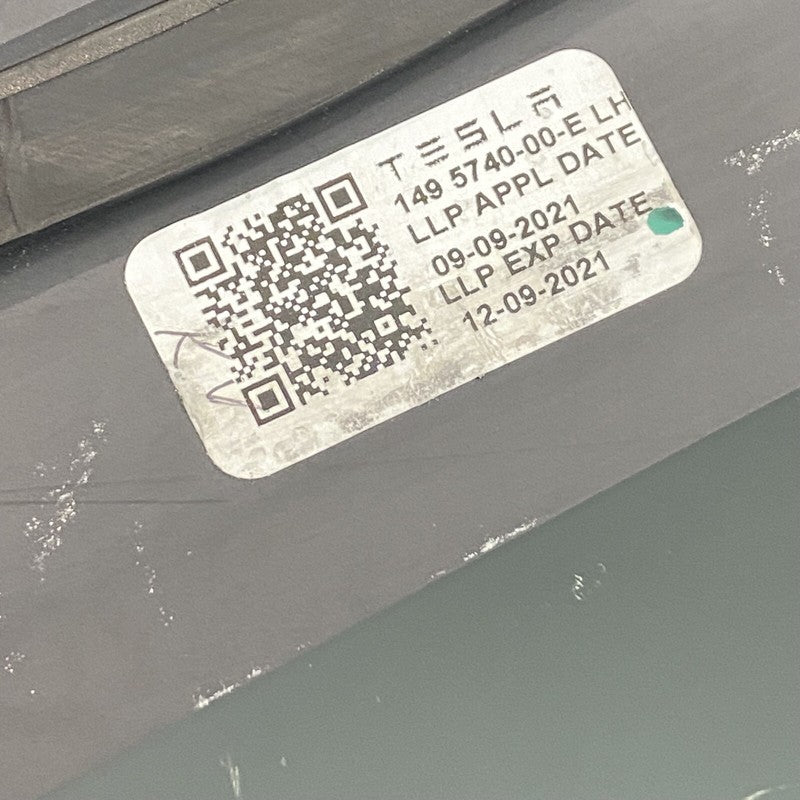 TESLA
149 5740-00-E LH
LLP APPL DATE
09-09-2021
LLP EXP DATE
12-09-2021